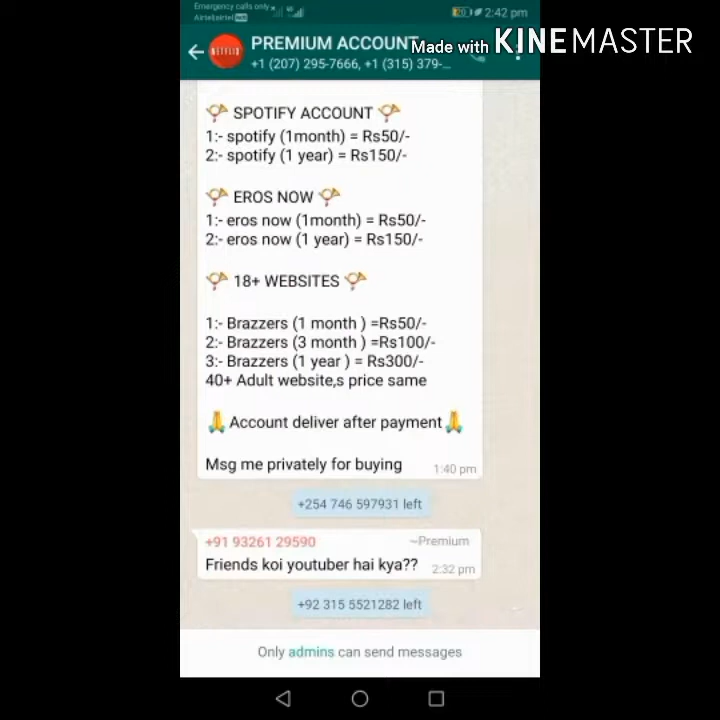 Emergency calls only
Airtel|airtel
20
2:42 pm
Made with KINEMASTER
NETFLIX
PREMIUM ACCOUNT
+1 (207) 295-7666, +1 (315) 379-...
SPOTIFY ACCOUNT
1:- spotify (1month) = Rs50/-
2:- spotify (1 year) = Rs150/-
EROS NOW
1:- eros now (1month) = Rs50/-
2:- eros now (1 year) = Rs150/-
18+ WEBSITES
1:- Brazzers (1 month ) =Rs50/-
2:- Brazzers (3 month ) =Rs100/-
3:- Brazzers (1 year ) = Rs300/-
40+ Adult website,s price same
Account deliver after payment
Msg me privately for buying
1:40 pm
+254 746 597931 left
+91 93261 29590 ~Premium
Friends koi youtuber hai kya??
2:32 pm
+92 315 5521282 left
Only admins can send messages